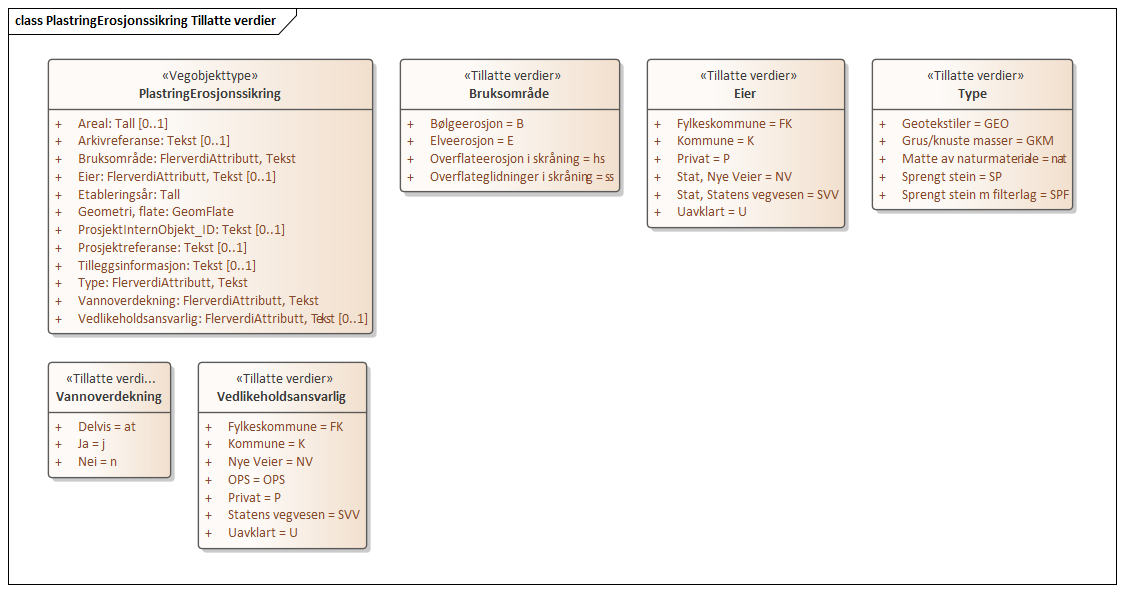 class PlastringErosjonssikring Tillatte verdier
«Vegobjekttype»
PlastringErosjonssikring
+ Areal: Tall [0..1]
+ Arkivreferanse: Tekst [0..1]
+ Bruksområde: FlerverdiAttributt, Tekst
+ Eier: FlerverdiAttributt, Tekst [0..1]
+ Etableringsår: Tall
+ Geometri, flate: GeomFlate
+ ProsjektInternObjekt_ID: Tekst [0..1]
+ Prosjektreferanse: Tekst [0..1]
+ Tilleggsinformasjon: Tekst [0..1]
+ Type: FlerverdiAttributt, Tekst
+ Vannoverdekning: FlerverdiAttributt, Tekst
+ Vedlikeholdsansvarlig: FlerverdiAttributt, Tekst [0..1]
«Tillatte verdier»
Bruksområde
+ Bølgeerosjon = B
+ Elveerosjon = E
+ Overflateerosjon i skråning = hs
+ Overflateglidninger i skråning = ss
«Tillatte verdier»
Eier
+ Fylkeskommune = FK
+ Kommune = K
+ Privat = P
+ Stat, Nye Veier = NV
+ Stat, Statens vegvesen = SVV
+ Uavklart = U
«Tillatte verdier»
Type
+ Geotekstiler = GEO
+ Grus/knuste masser = GKM
+ Matte av naturmateriale = nat
+ Sprengt stein = SP
+ Sprengt stein m filterlag = SPF
«Tillatte verdi...
Vannoverdekning
+ Delvis = at
+ Ja = j
+ Nei = n
«Tillatte verdier»
Vedlikeholdsansvarlig
+ Fylkeskommune = FK
+ Kommune = K
+ Nye Veier = NV
+ OPS = OPS
+ Privat = P
+ Statens vegvesen = SVV
+ Uavklart = U